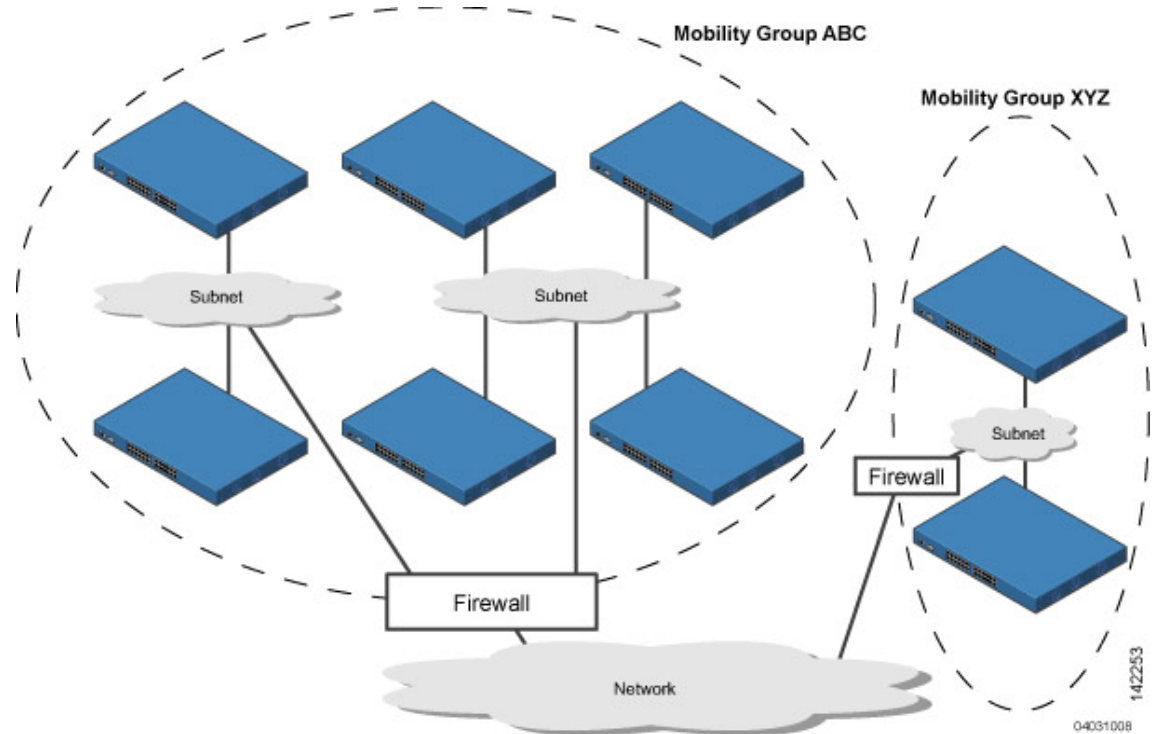 Mobility Group ABC
Mobility Group XYZ
Subnet
Subnet
Subnet
Firewall
Firewall
Network
142253
04031008